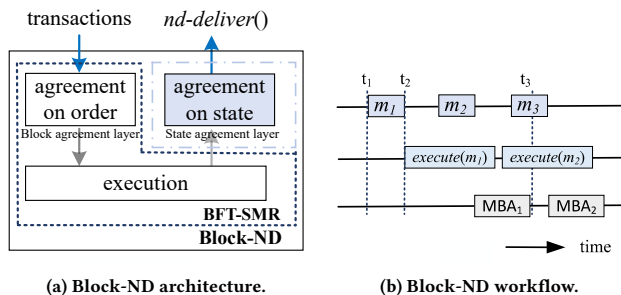 transactions
nd-deliver()
agreement
on order
Block agreement layer
agreement
on state
State agreement layer
execution
BFT-SMR
Block-ND
(a) Block-ND architecture.
t1 t2 t3
m1 m2 m3
execute(m1) execute(m2)
MBA1 MBA2
time
(b) Block-ND workflow.